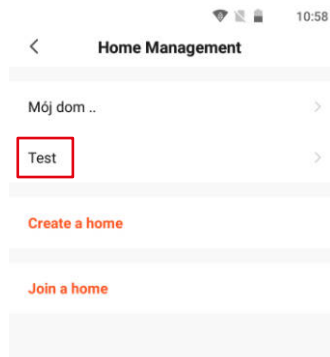 10:58
Home Management
Mój dom ..
Test
Create a home
Join a home